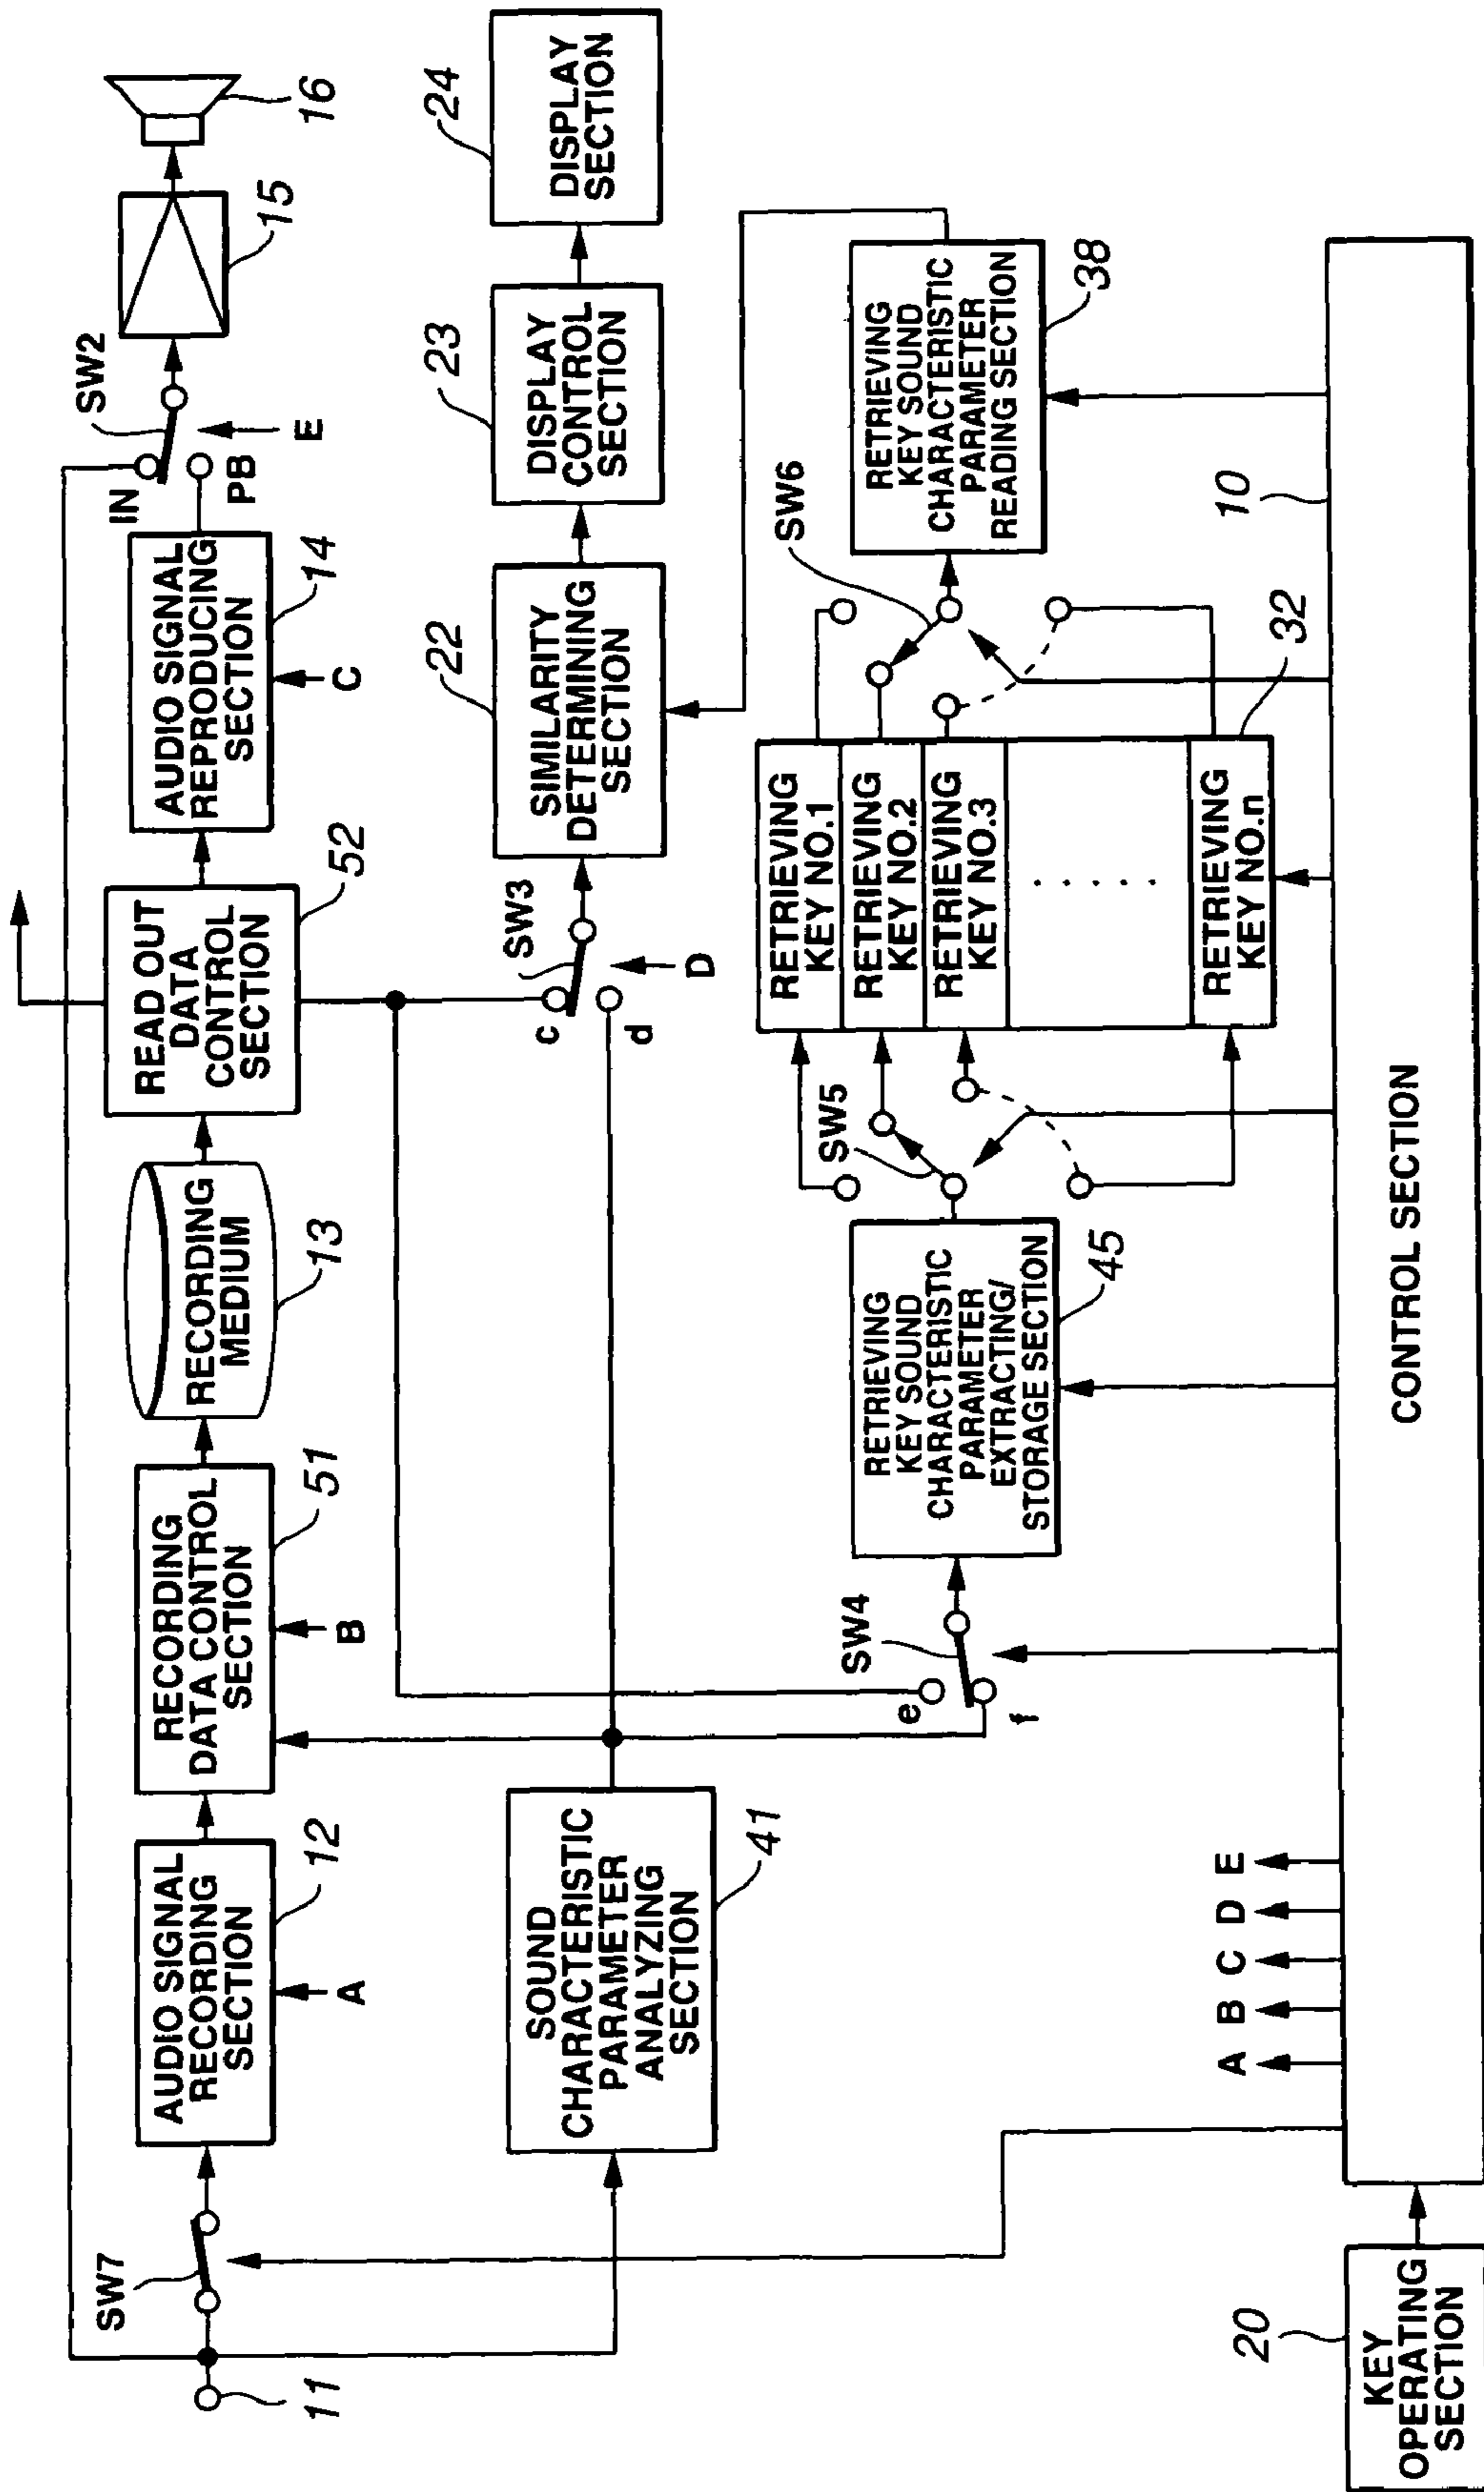 SW7
11
AUDIO SIGNAL
RECORDING
SECTION
12
A
RECORDING
DATA CONTROL
SECTION
51
B
RECORDING
MEDIUM
13
READ OUT
DATA
CONTROL
SECTION
52
AUDIO SIGNAL
REPRODUCING
SECTION
14
C
IN
PB
SW2
E
15
16
SOUND
CHARACTERISTIC
PARAMETER
ANALYZING
SECTION
41
c
d
SW3
D
SIMILARITY
DETERMINING
SECTION
22
DISPLAY
CONTROL
SECTION
23
DISPLAY
SECTION
24
e
f
SW4
RETRIEVING
KEY SOUND
CHARACTERISTIC
PARAMETER
EXTRACTING/
STORAGE SECTION
45
SW5
RETRIEVING
KEY NO.1
RETRIEVING
KEY NO.2
RETRIEVING
KEY NO.3
......
RETRIEVING
KEY NO.n
32
SW6
RETRIEVING
KEY SOUND
CHARACTERISTIC
PARAMETER
READING SECTION
38
A B C D E
10
20
KEY
OPERATING
SECTION
CONTROL SECTION